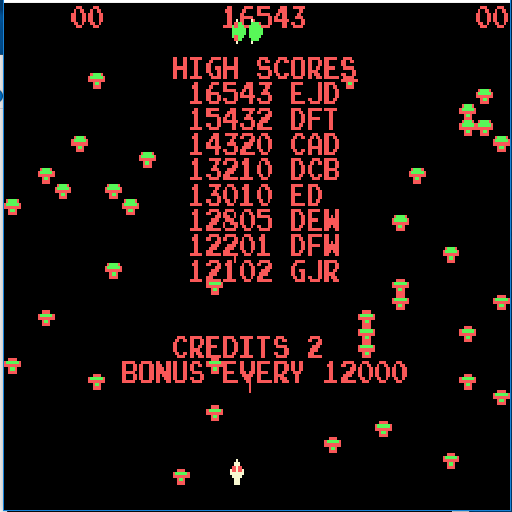 00 16543 00
HIGH SCORES
16543 EJD
15432 DFT
14320 CAD
13210 DCB
13010 ED
12805 DEW
12201 DFW
12102 GJR
CREDITS 2
BONUS EVERY 12000